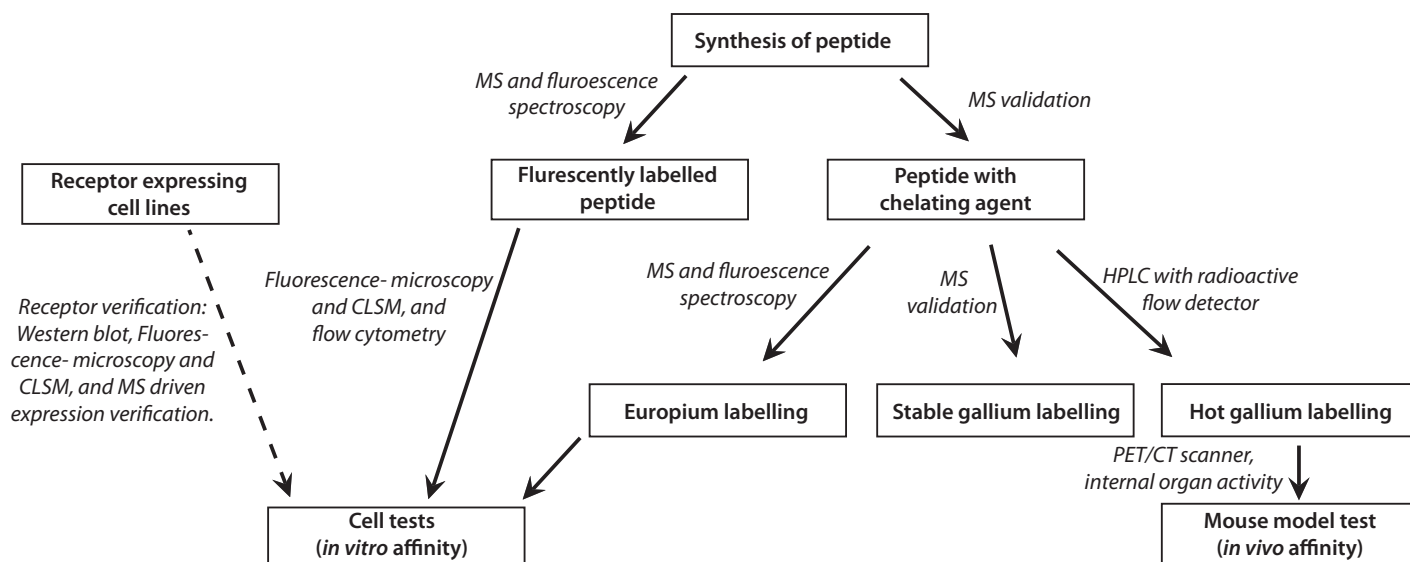 Synthesis of peptide
MS and fluroescence
spectroscopy
MS validation
Receptor expressing
cell lines
Flurescently labelled
peptide
Peptide with
chelating agent
Receptor verification:
Western blot, Fluores-
cence- microscopy and
CLSM, and MS driven
expression verification.
Fluorescence- microscopy
and CLSM, and
flow cytometry
MS and fluroescence
spectroscopy
MS
validation
HPLC with radioactive
flow detector
Europium labelling
Stable gallium labelling
Hot gallium labelling
PET/CT scanner,
internal organ activity
Cell tests
(in vitro affinity)
Mouse model test
(in vivo affinity)